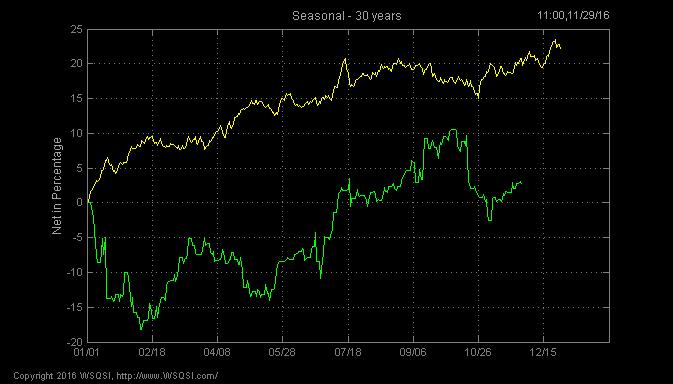 Seasonal - 30 years
11:00,11/29/16
25
20
15
10
5
0
-5
-10
-15
-20
Net in Percentage
01/01 02/18 04/08 05/28 07/18 09/06 10/26 12/15
Copyright 2016 WSQSI, http://www.WSQSI.com/